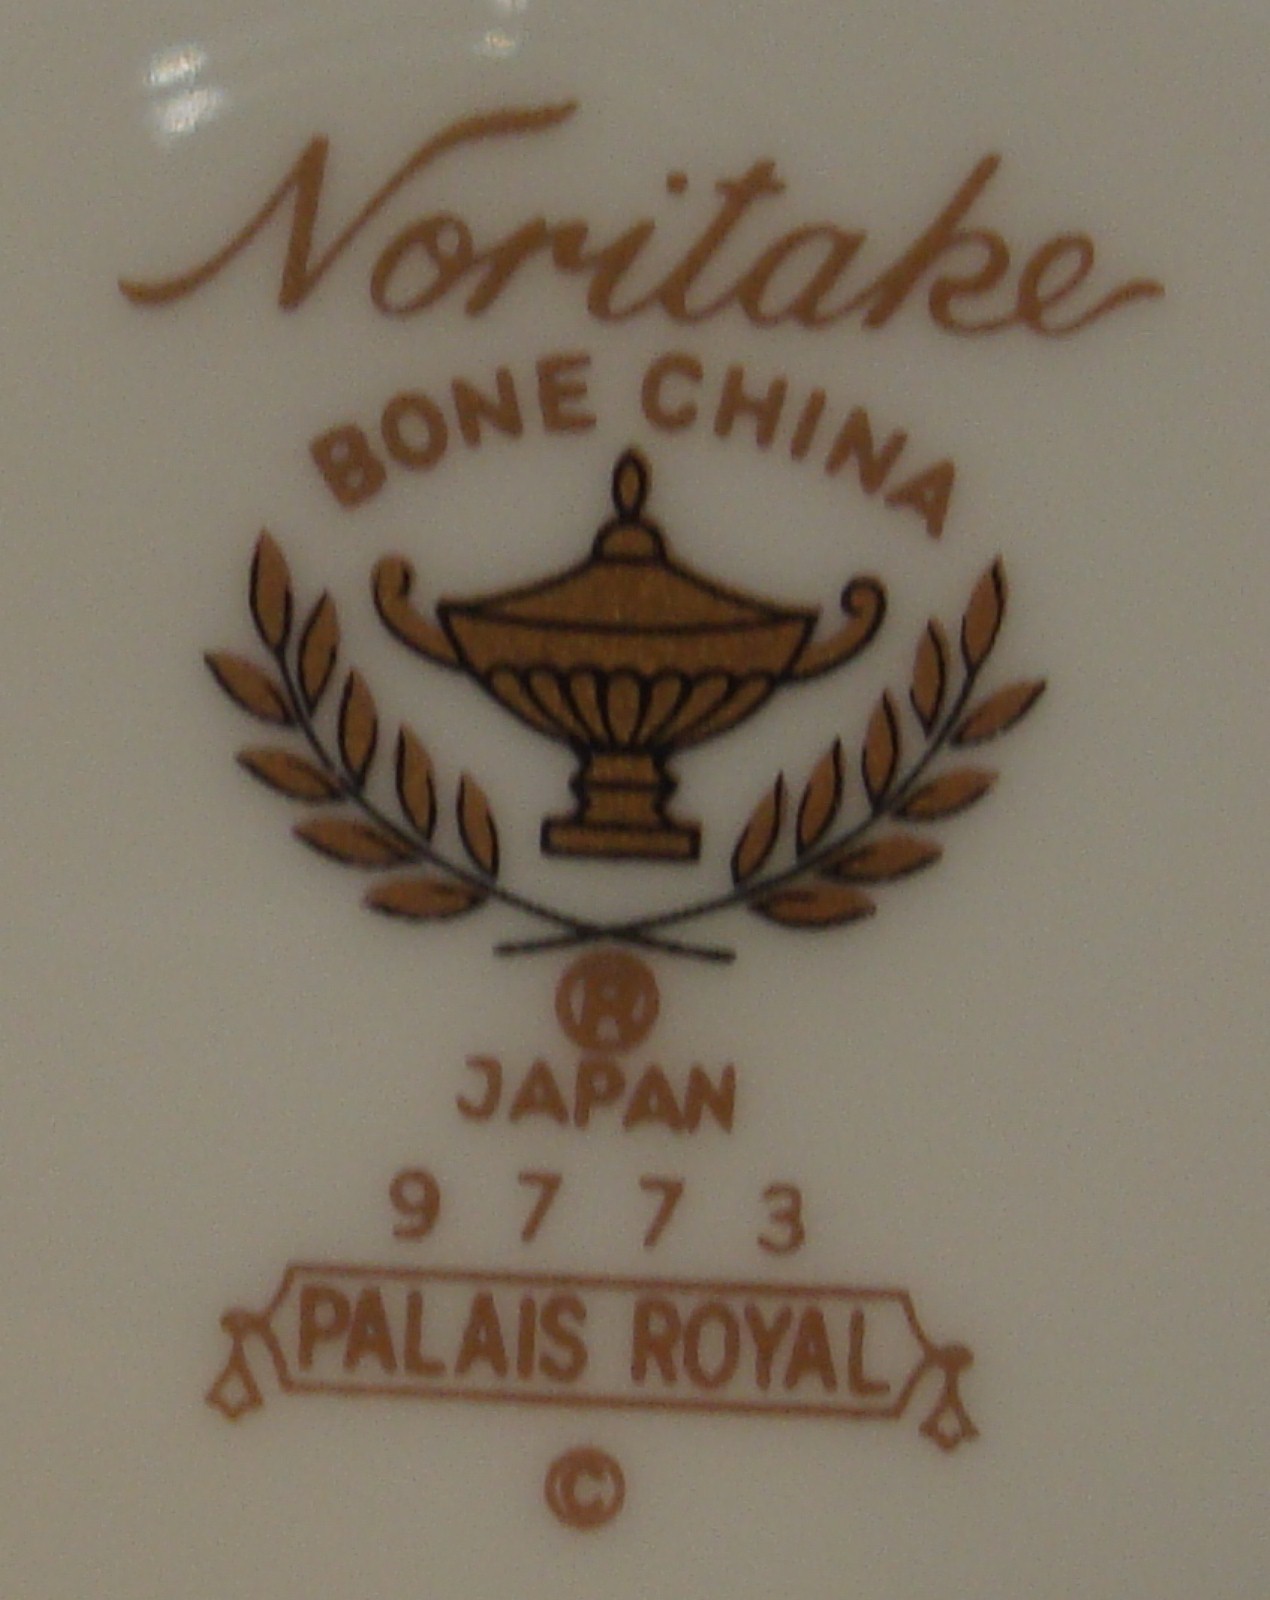 Noritake
BONE CHINA
®
JAPAN
9773
PALAIS ROYAL
©